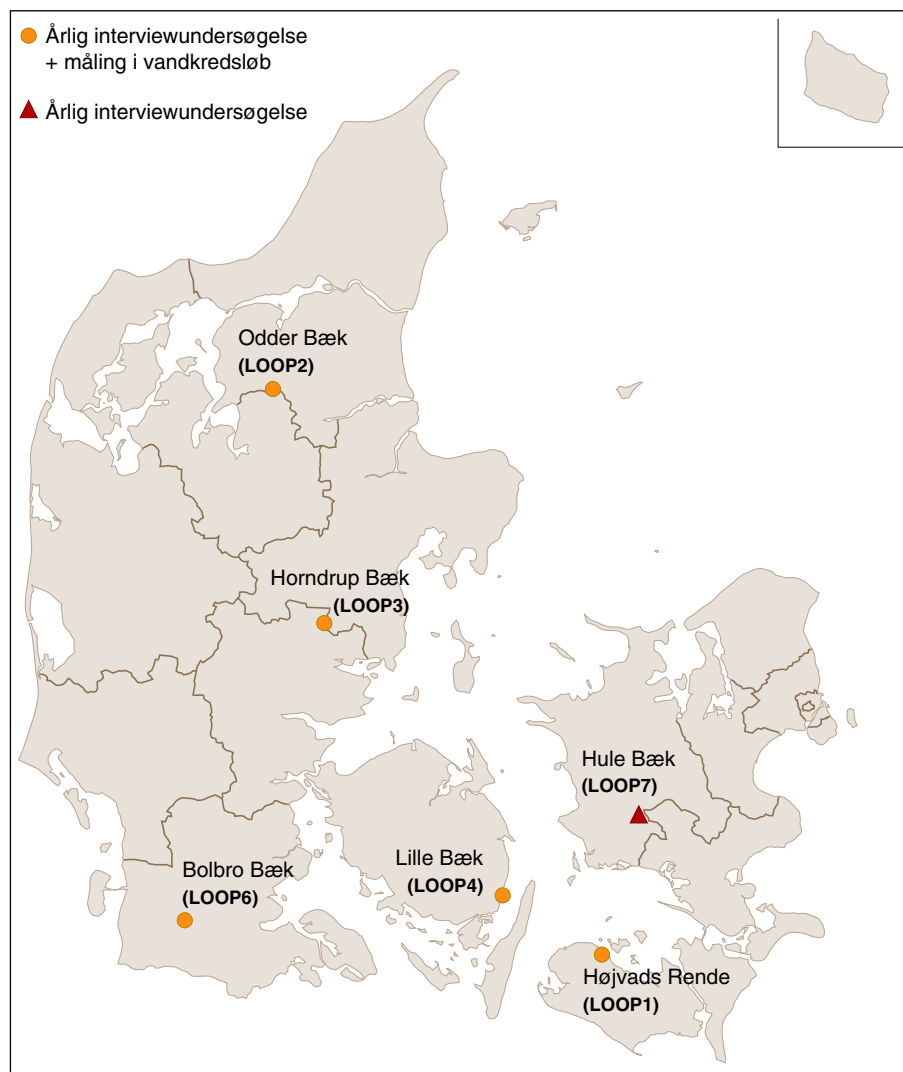 Årlig interviewundersøgelse
+ måling i vandkredsløb
Årlig interviewundersøgelse
Odder Bæk
(LOOP2)
Horndrup Bæk
(LOOP3)
Hule Bæk
(LOOP7)
Lille Bæk
(LOOP4)
Bolbro Bæk
(LOOP6)
Højvads Rende
(LOOP1)